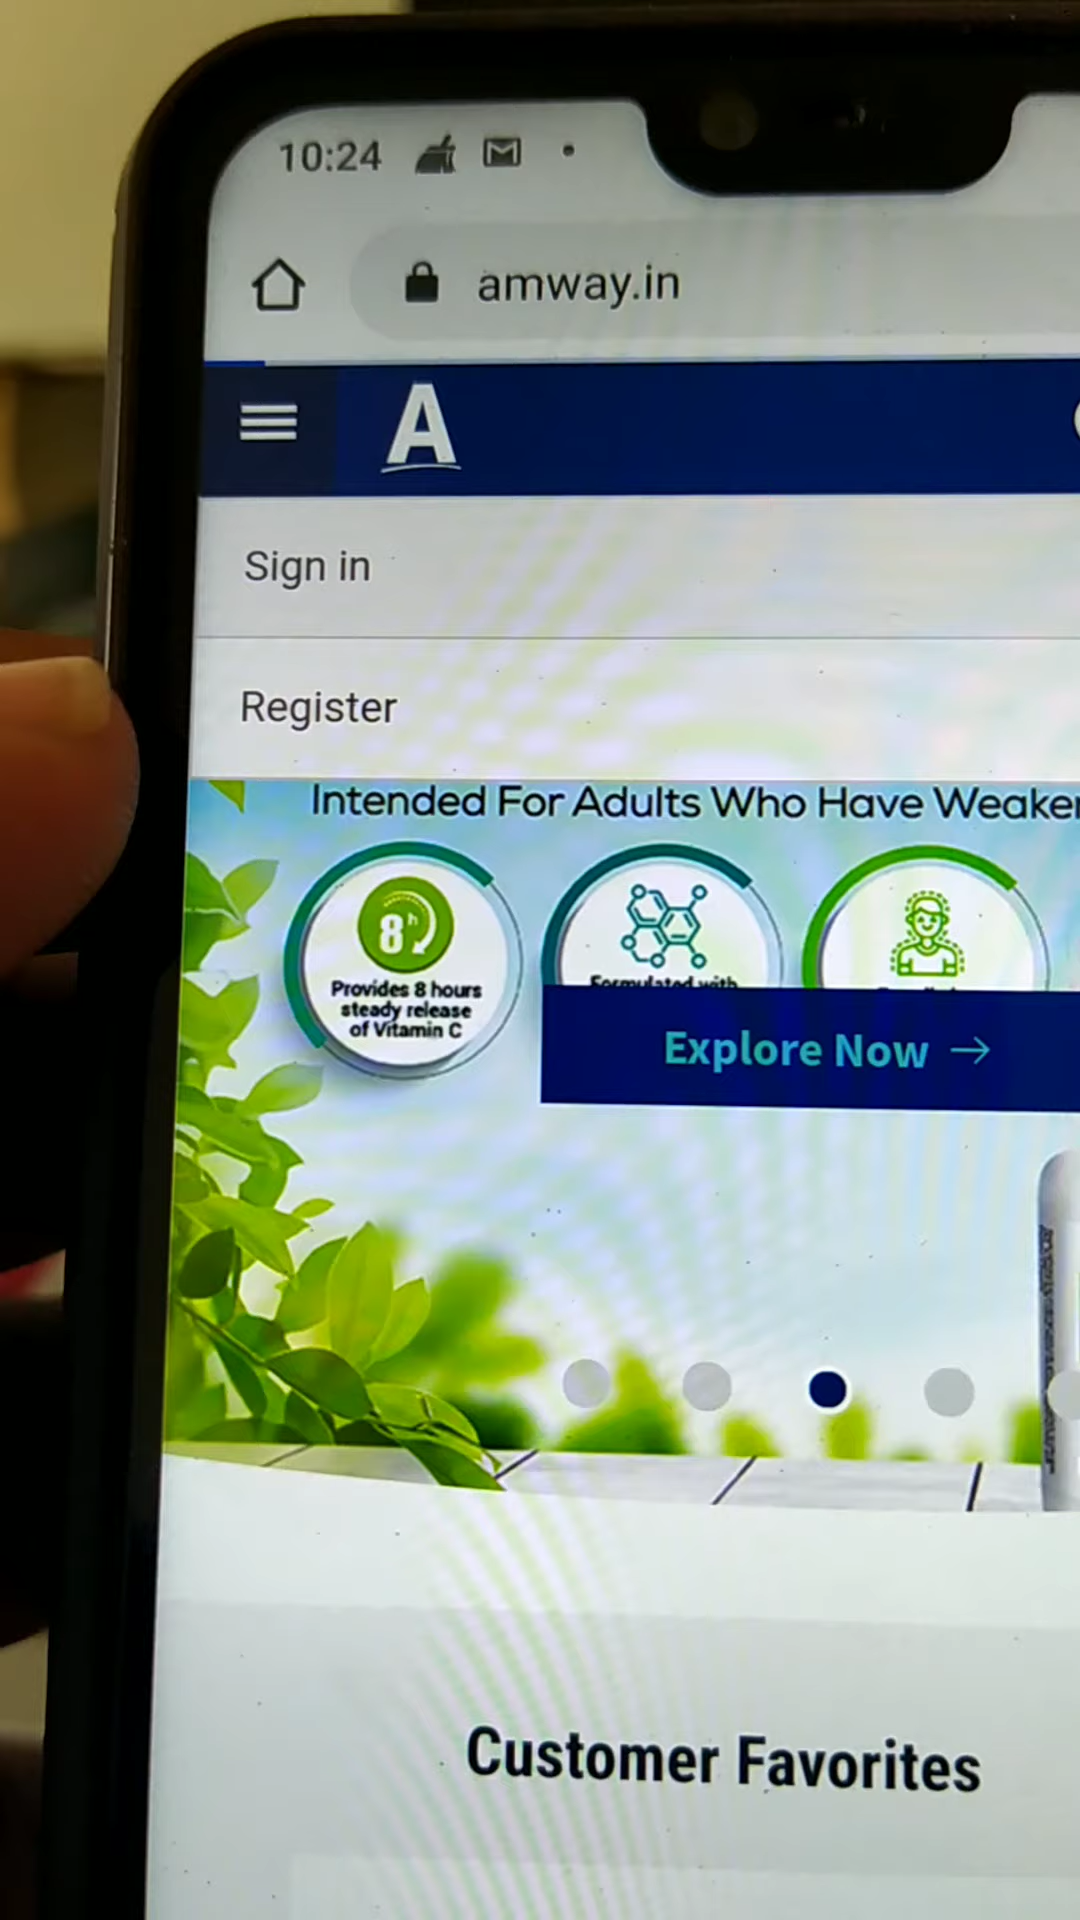 10:24
amway.in
A
Sign in
Register
Intended For Adults Who Have Weaker
8h
Provides 8 hours
steady release
of Vitamin C
Formulated with
Explore Now →
Customer Favorites